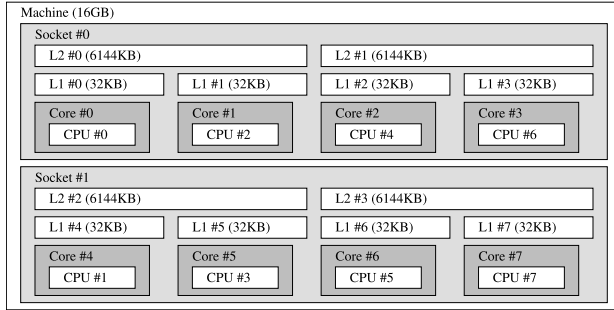 Machine (16GB)
Socket #0
L2 #0 (6144KB) L2 #1 (6144KB)
L1 #0 (32KB) L1 #1 (32KB) L1 #2 (32KB) L1 #3 (32KB)
Core #0 Core #1 Core #2 Core #3
CPU #0 CPU #2 CPU #4 CPU #6
Socket #1
L2 #2 (6144KB) L2 #3 (6144KB)
L1 #4 (32KB) L1 #5 (32KB) L1 #6 (32KB) L1 #7 (32KB)
Core #4 Core #5 Core #6 Core #7
CPU #1 CPU #3 CPU #5 CPU #7